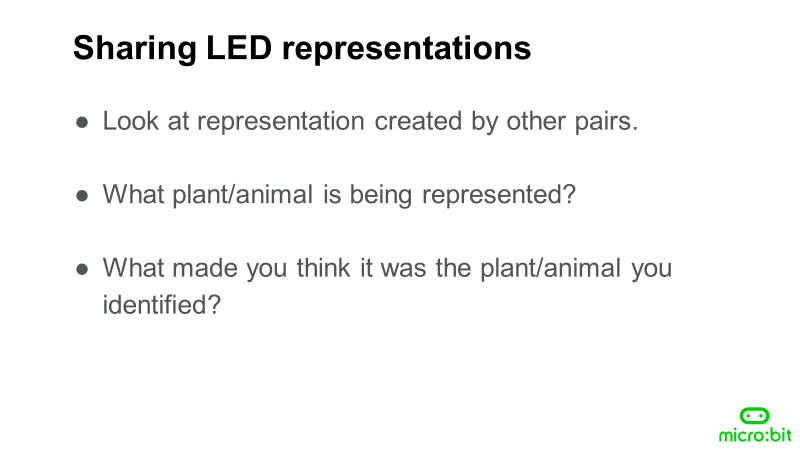 Sharing LED representations
● Look at representation created by other pairs.
● What plant/animal is being represented?
● What made you think it was the plant/animal you
identified?
micro:bit